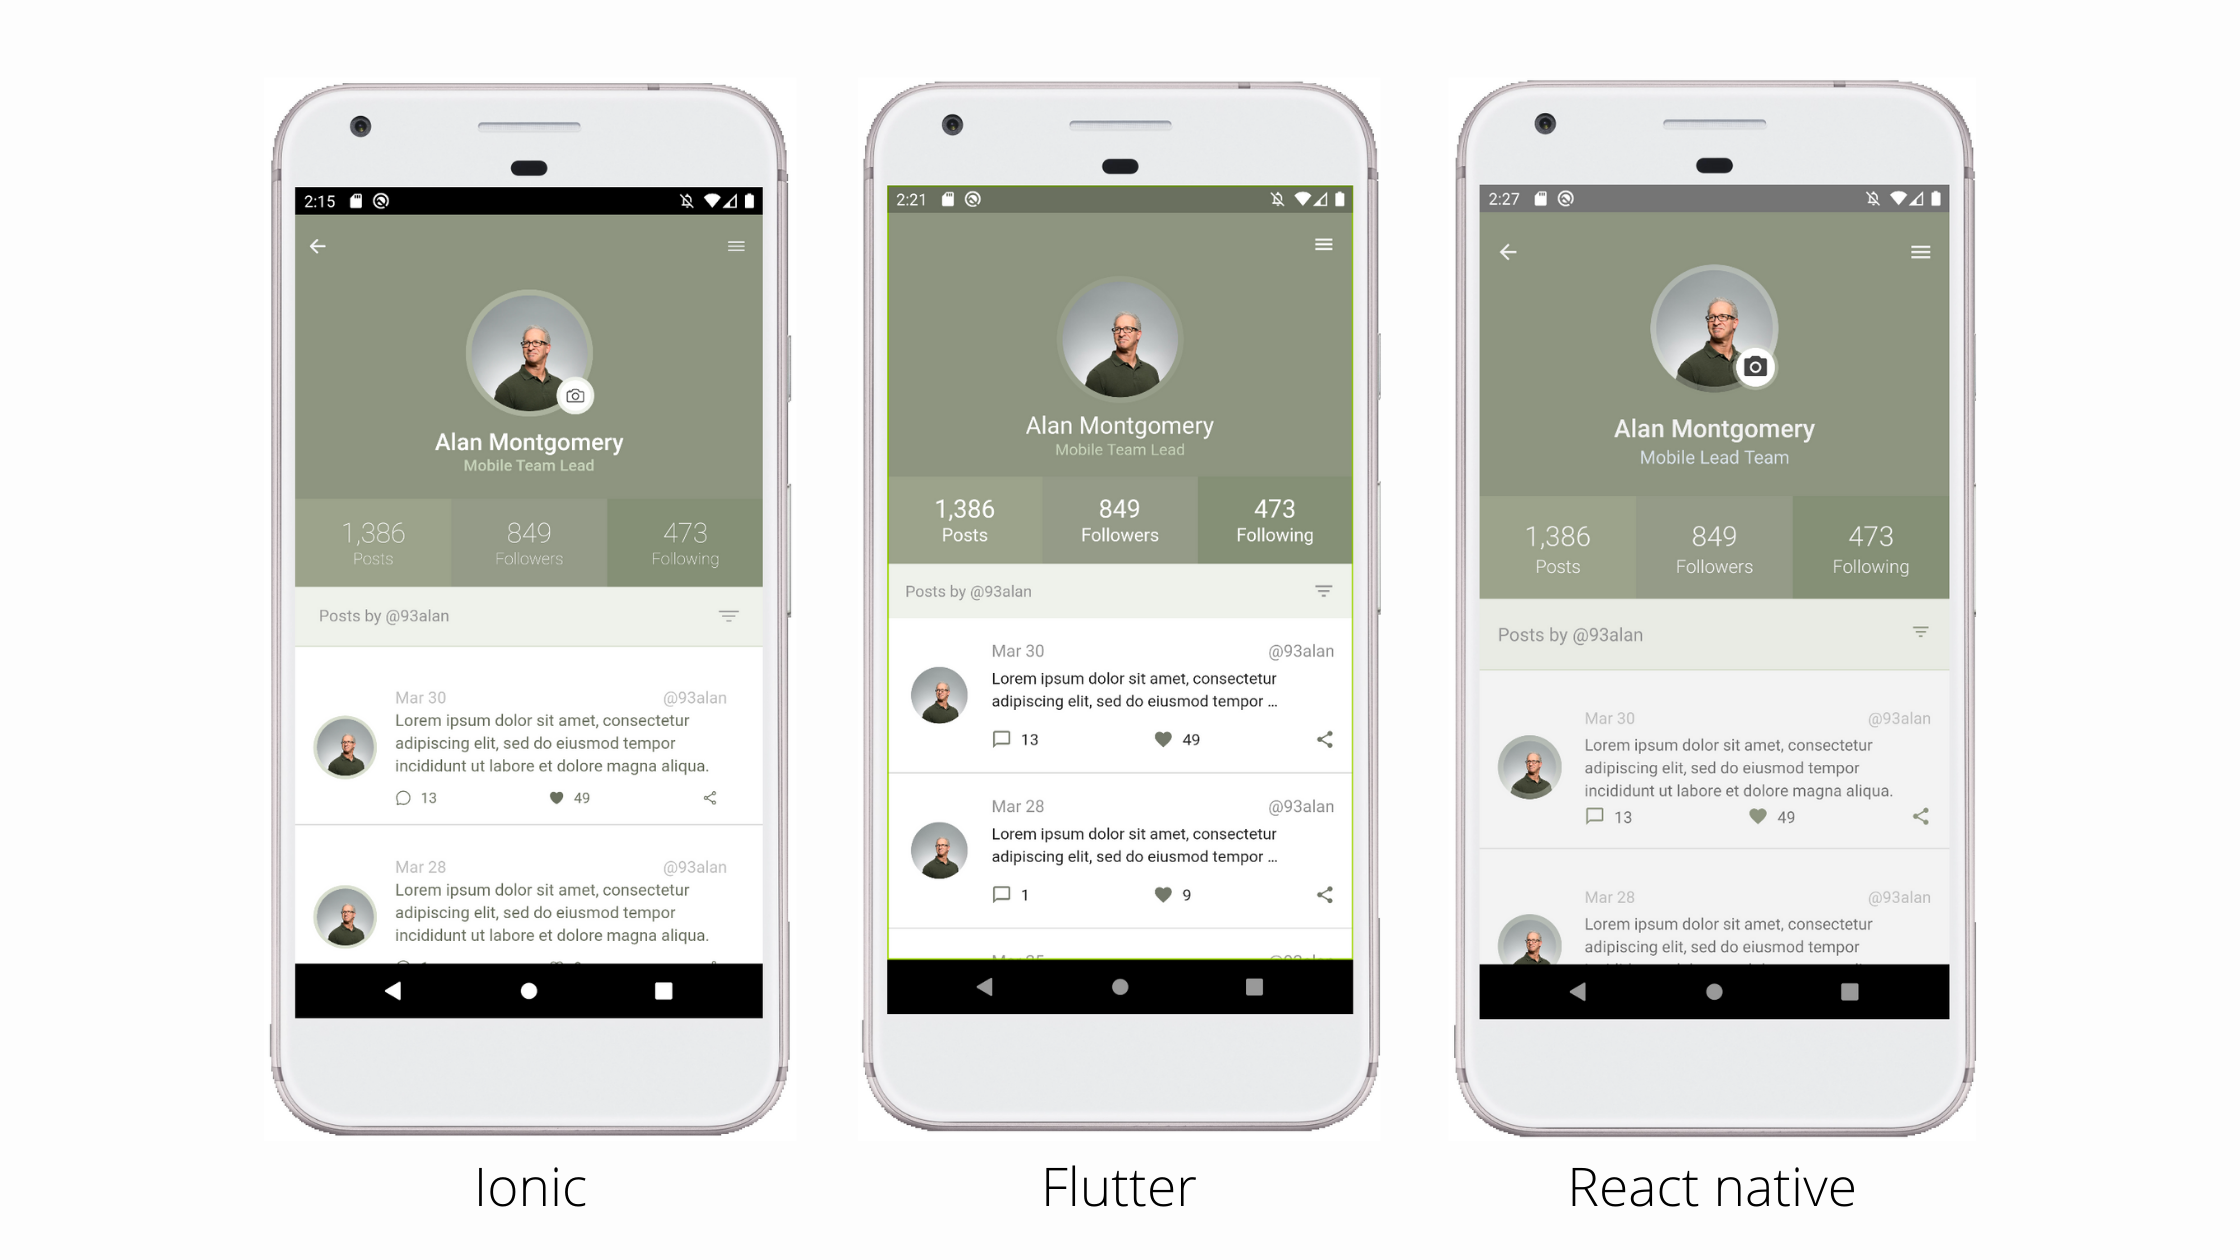 2:15
Alan Montgomery
Mobile Team Lead
1,386
Posts
849
Followers
473
Following
Posts by @93alan
Mar 30
@93alan
Lorem ipsum dolor sit amet, consectetur
adipiscing elit, sed do eiusmod tempor
incididunt ut labore et dolore magna aliqua.
13
49
Mar 28
@93alan
Lorem ipsum dolor sit amet, consectetur
adipiscing elit, sed do eiusmod tempor
incididunt ut labore et dolore magna aliqua.
Ionic
2:21
Alan Montgomery
Mobile Team Lead
1,386
Posts
849
Followers
473
Following
Posts by @93alan
Mar 30
@93alan
Lorem ipsum dolor sit amet, consectetur
adipiscing elit, sed do eiusmod tempor ...
13
49
Mar 28
@93alan
Lorem ipsum dolor sit amet, consectetur
adipiscing elit, sed do eiusmod tempor ...
1
9
Flutter
2:27
Alan Montgomery
Mobile Lead Team
1,386
Posts
849
Followers
473
Following
Posts by @93alan
Mar 30
@93alan
Lorem ipsum dolor sit amet, consectetur
adipiscing elit, sed do eiusmod tempor
incididunt ut labore et dolore magna aliqua.
13
49
Mar 28
@93alan
Lorem ipsum dolor sit amet, consectetur
adipiscing elit, sed do eiusmod tempor
React native